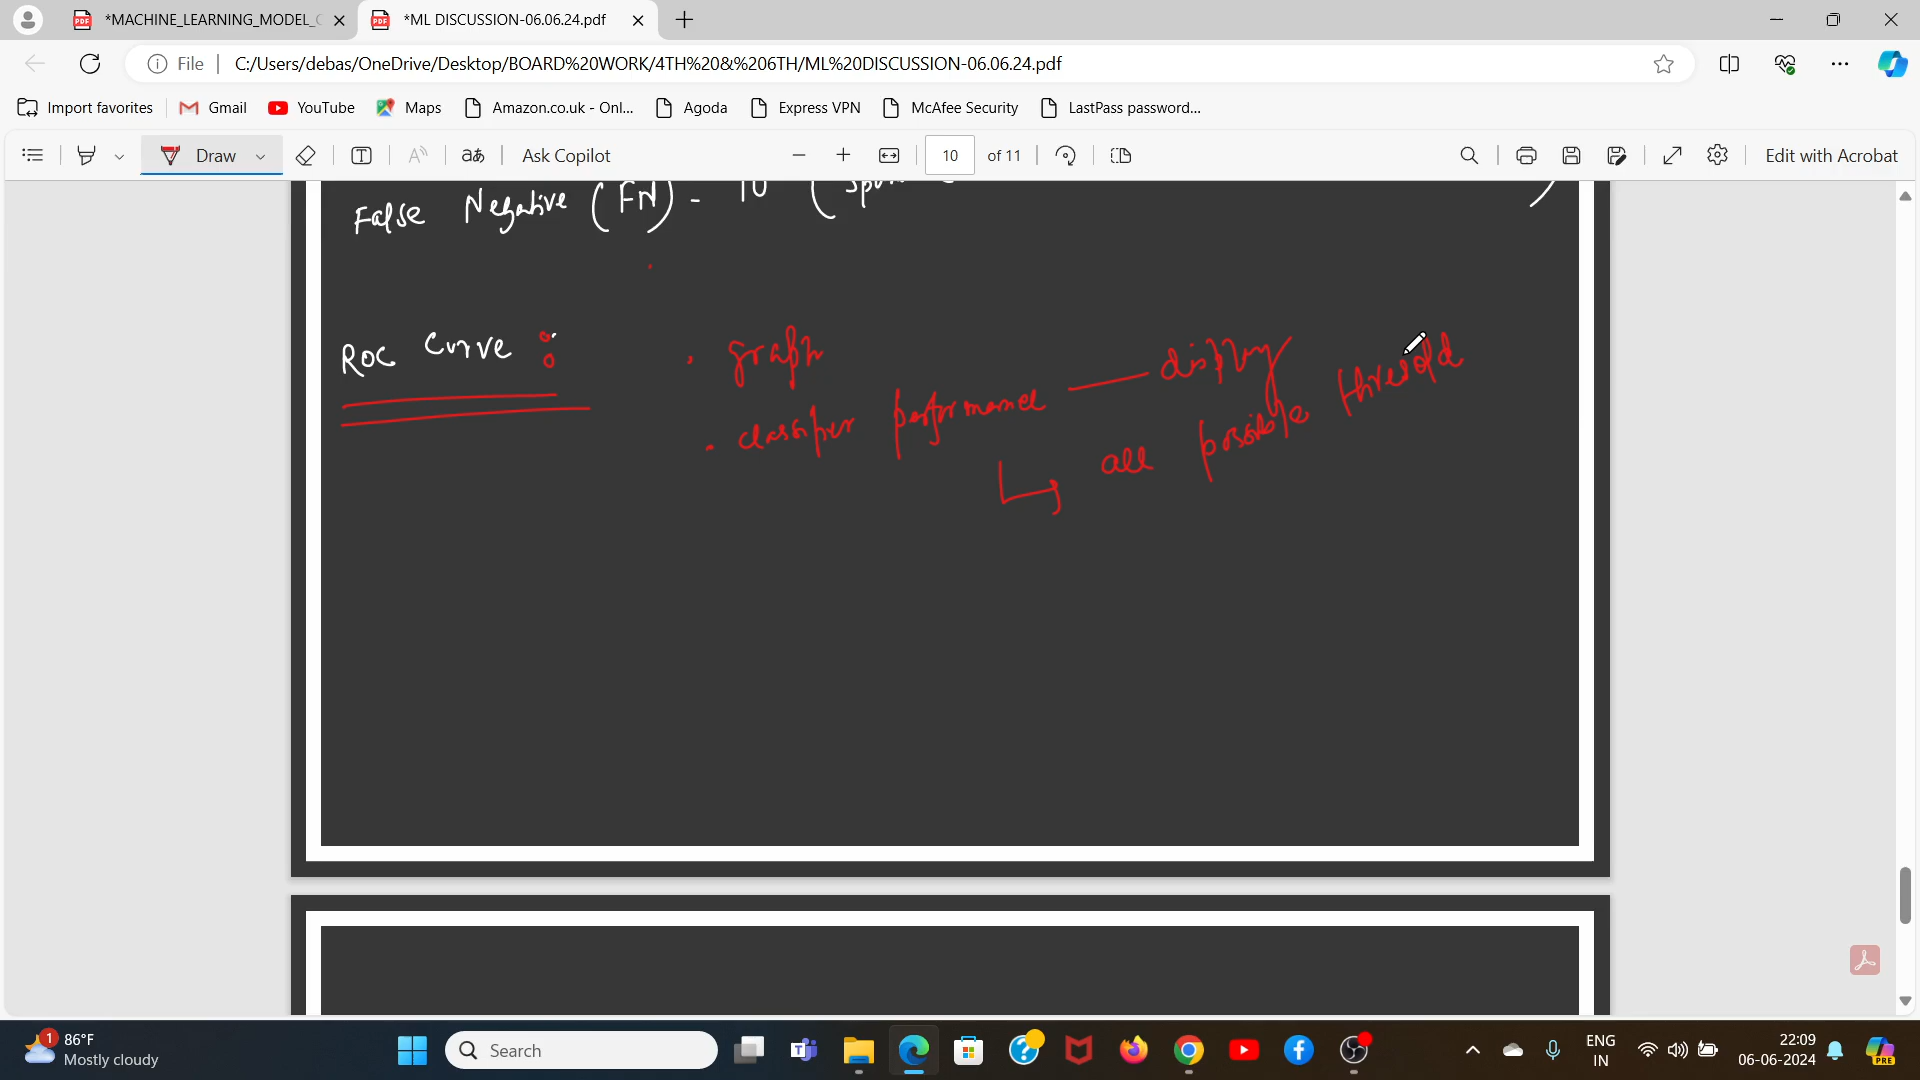 *MACHINE_LEARNING_MODEL_C
*ML DISCUSSION-06.06.24.pdf
File
C:/Users/debas/OneDrive/Desktop/BOARD%20WORK/4TH%20&%206TH/ML%20DISCUSSION-06.06.24.pdf
Import favorites
Gmail
YouTube
Maps
Amazon.co.uk - Onl...
Agoda
Express VPN
McAfee Security
LastPass password...
Draw
Ask Copilot
10 of 11
Edit with Acrobat
False Negative (FN) - 10
ROC Curve :
. graph
. classifier performance — display
all possible thresold
86°F
Mostly cloudy
Search
ENG
IN
22:09
06-06-2024